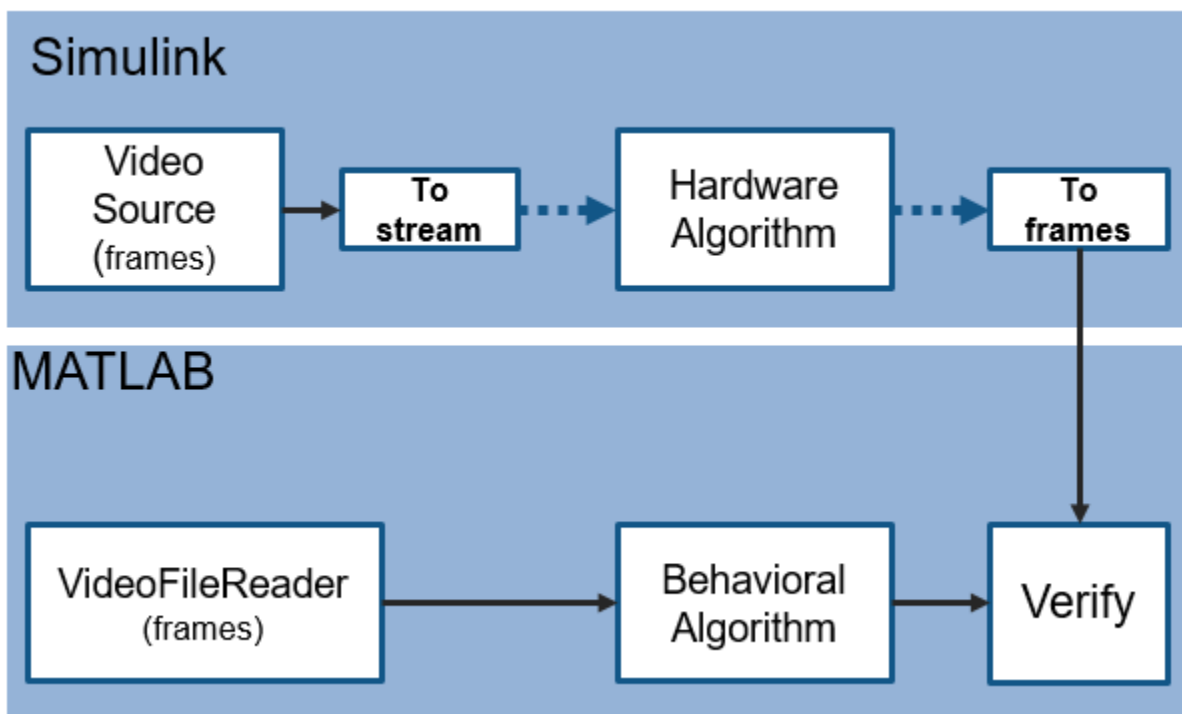 Simulink
Video
Source
(frames)
To
stream
Hardware
Algorithm
To
frames
MATLAB
VideoFileReader
(frames)
Behavioral
Algorithm
Verify